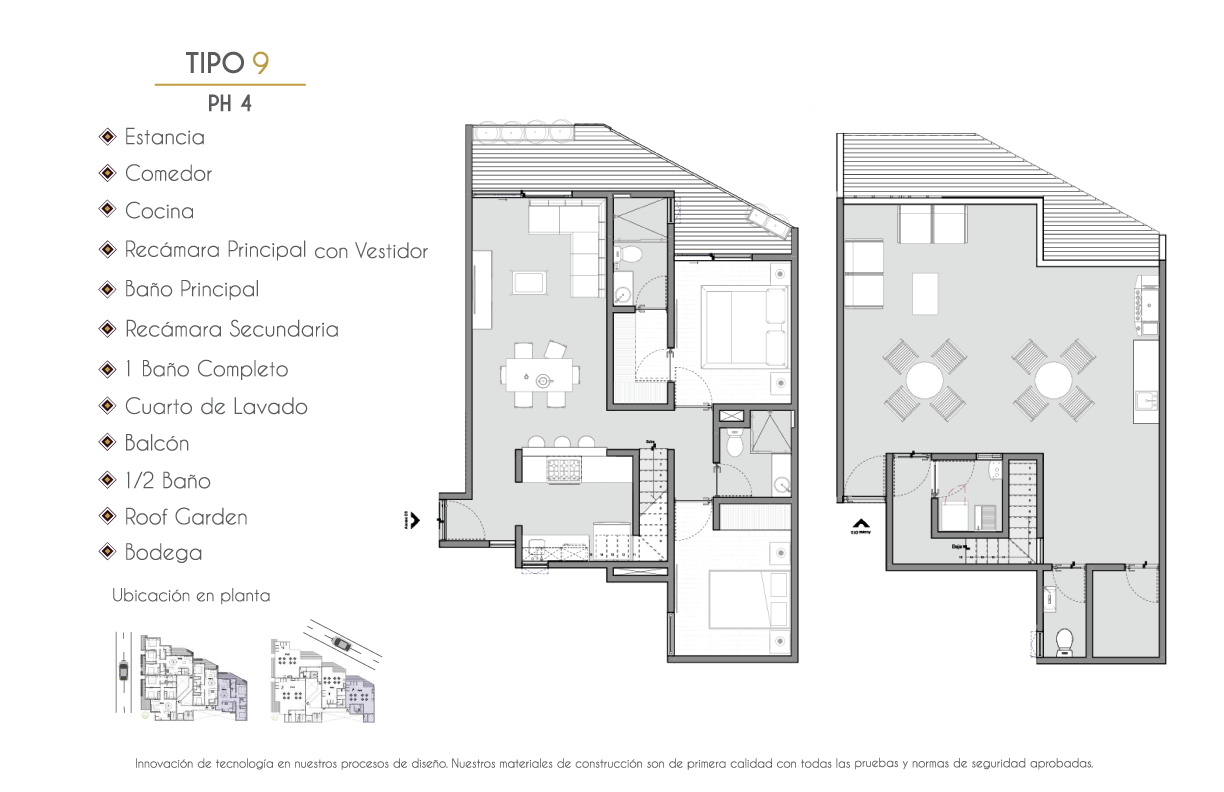 TIPO 9
PH 4
Estancia
Comedor
Cocina
Recámara Principal con Vestidor
Baño Principal
Recámara Secundaria
1 Baño Completo
Cuarto de Lavado
Balcón
1/2 Baño
Roof Garden
Bodega
Sube
Baja
Ubicación en planta
Innovación de tecnología en nuestros procesos de diseño. Nuestros materiales de construcción son de primera calidad con todas las pruebas y normas de seguridad aprobadas.